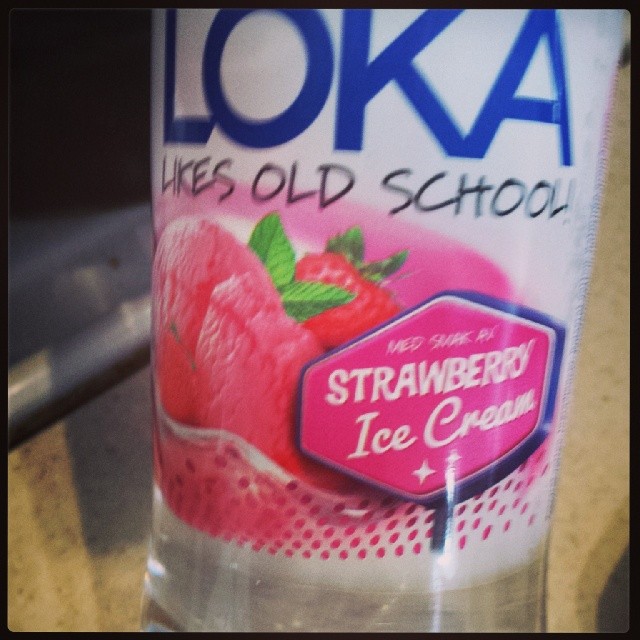 LOKA
LIKES OLD SCHOOL!
MED SMAK AV
STRAWBERRY
Ice Cream